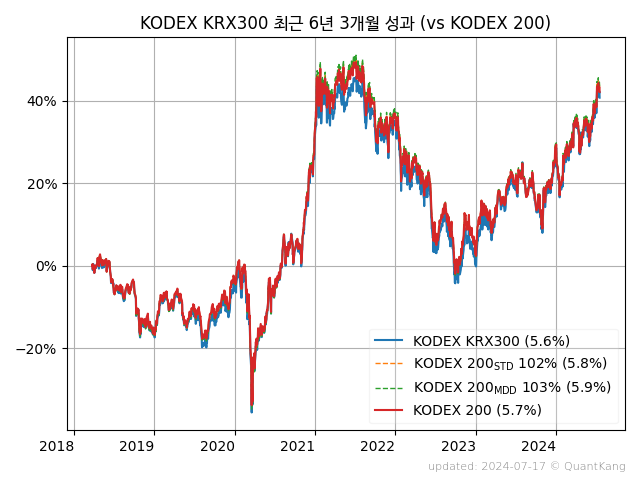 KODEX KRX300 최근 6년 3개월 성과 (vs KODEX 200)
40%
20%
0%
−20%
2018 2019 2020 2021 2022 2023 2024
KODEX KRX300 (5.6%)
KODEX 200STD 102% (5.8%)
KODEX 200MDD 103% (5.9%)
KODEX 200 (5.7%)
updated: 2024-07-17 © QuantKang